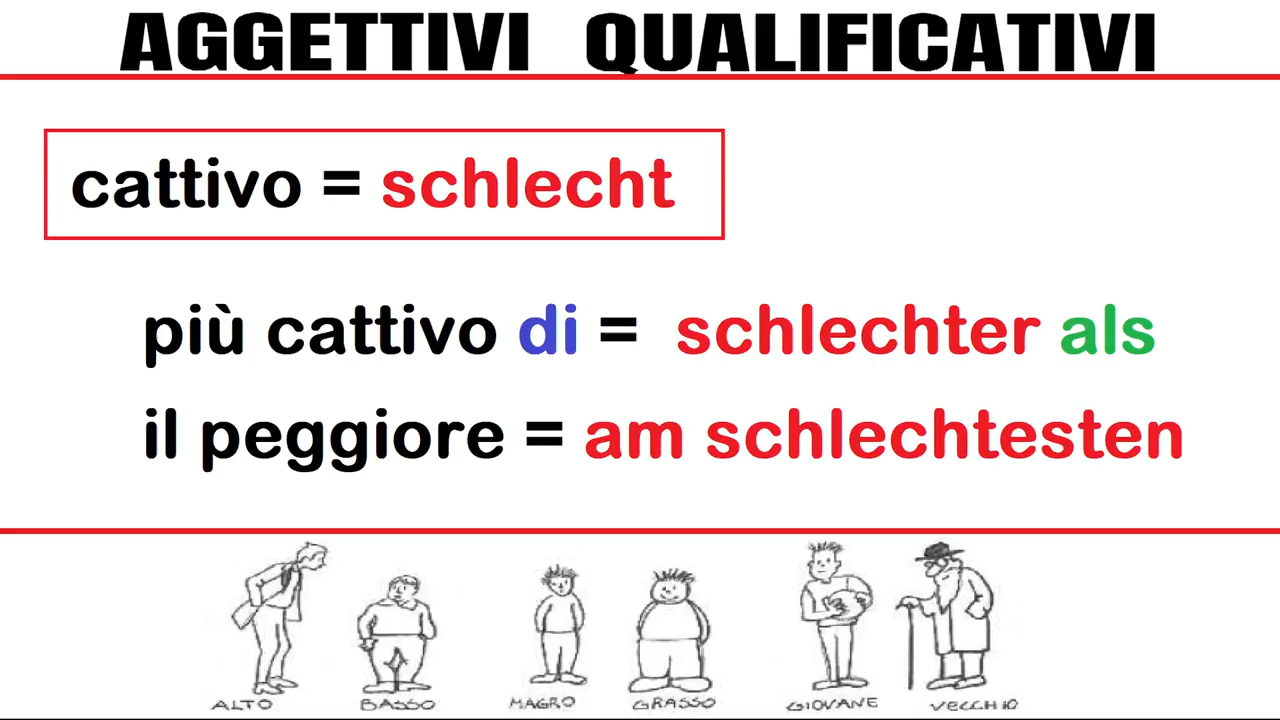 AGGETTIVI QUALIFICATIVI
cattivo = schlecht
più cattivo di = schlechter als
il peggiore = am schlechtesten
ALTO BASSO MAGRO GRASSO GIOVANE VECCHIO